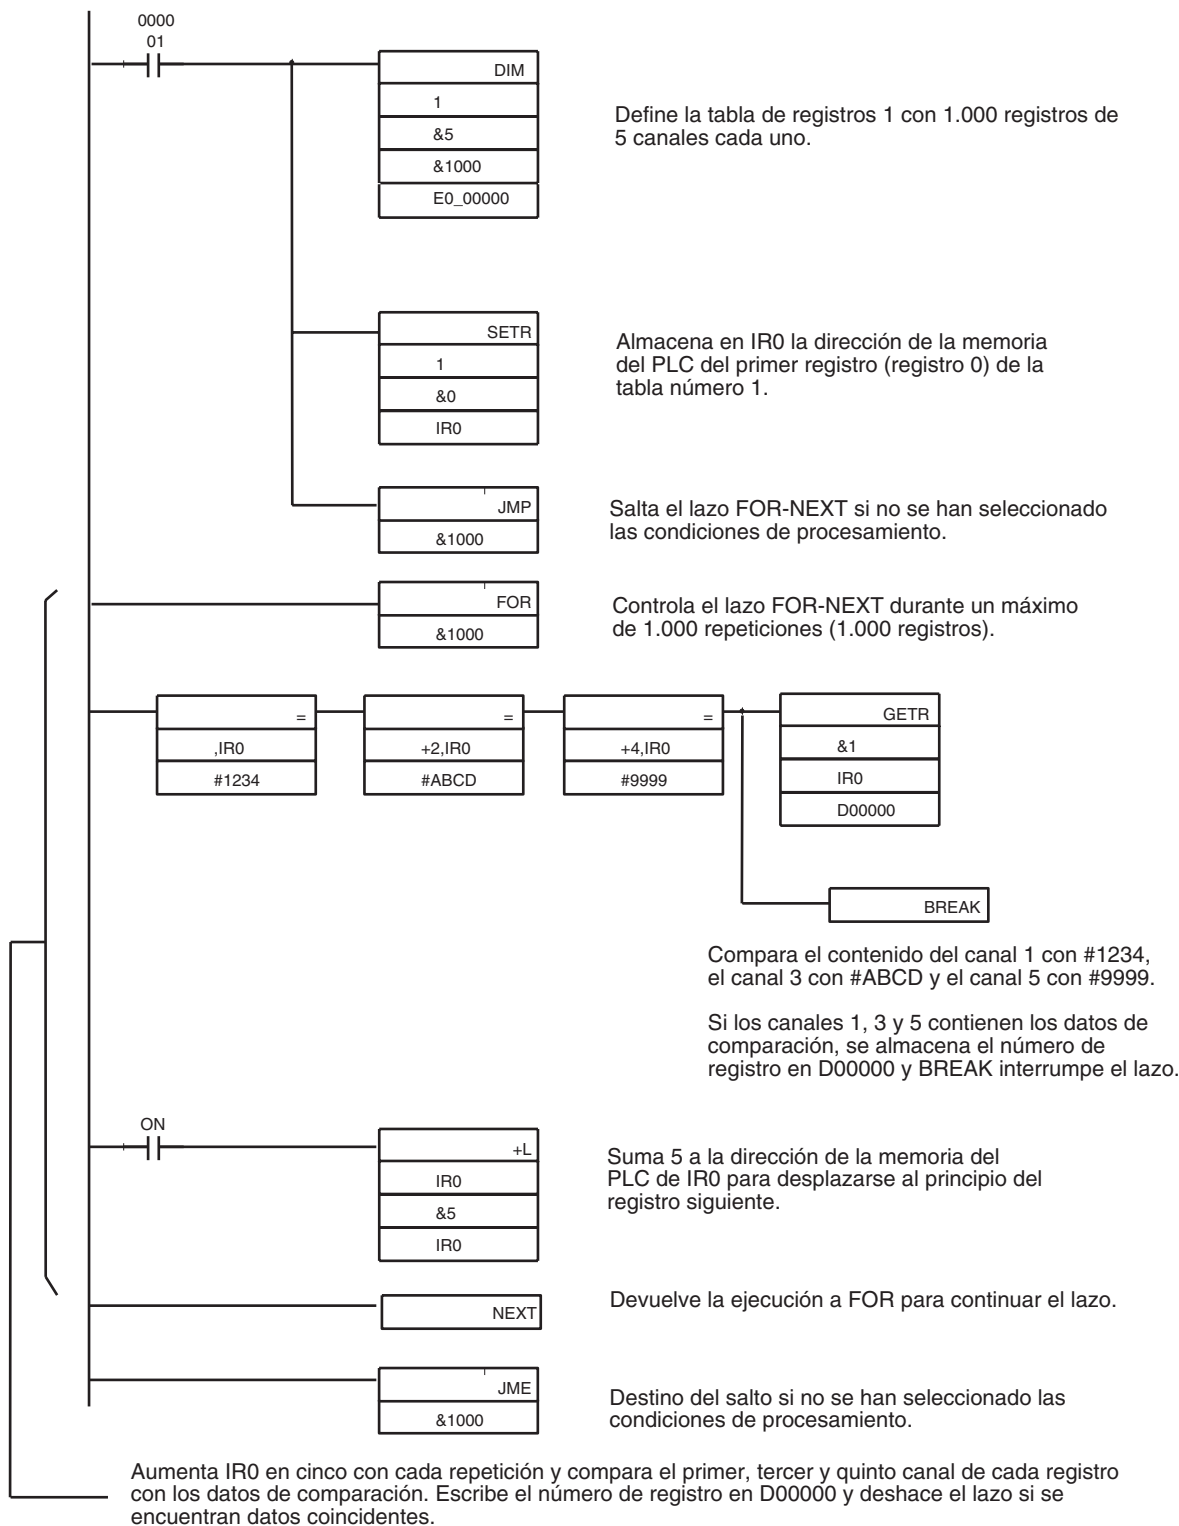 0000
01
DIM
1
&5
&1000
E0_00000
Define la tabla de registros 1 con 1.000 registros de
5 canales cada uno.
SETR
1
&0
IR0
Almacena en IR0 la dirección de la memoria
del PLC del primer registro (registro 0) de la
tabla número 1.
JMP
&1000
Salta el lazo FOR-NEXT si no se han seleccionado
las condiciones de procesamiento.
FOR
&1000
Controla el lazo FOR-NEXT durante un máximo
de 1.000 repeticiones (1.000 registros).
=
,IR0
#1234
=
+2,IR0
#ABCD
=
+4,IR0
#9999
GETR
&1
IR0
D00000
BREAK
Compara el contenido del canal 1 con #1234,
el canal 3 con #ABCD y el canal 5 con #9999.
Si los canales 1, 3 y 5 contienen los datos de
comparación, se almacena el número de
registro en D00000 y BREAK interrumpe el lazo.
ON
+L
IR0
&5
IR0
Suma 5 a la dirección de la memoria del
PLC de IR0 para desplazarse al principio del
registro siguiente.
NEXT
Devuelve la ejecución a FOR para continuar el lazo.
JME
&1000
Destino del salto si no se han seleccionado las
condiciones de procesamiento.
Aumenta IR0 en cinco con cada repetición y compara el primer, tercer y quinto canal de cada registro
con los datos de comparación. Escribe el número de registro en D00000 y deshace el lazo si se
encuentran datos coincidentes.